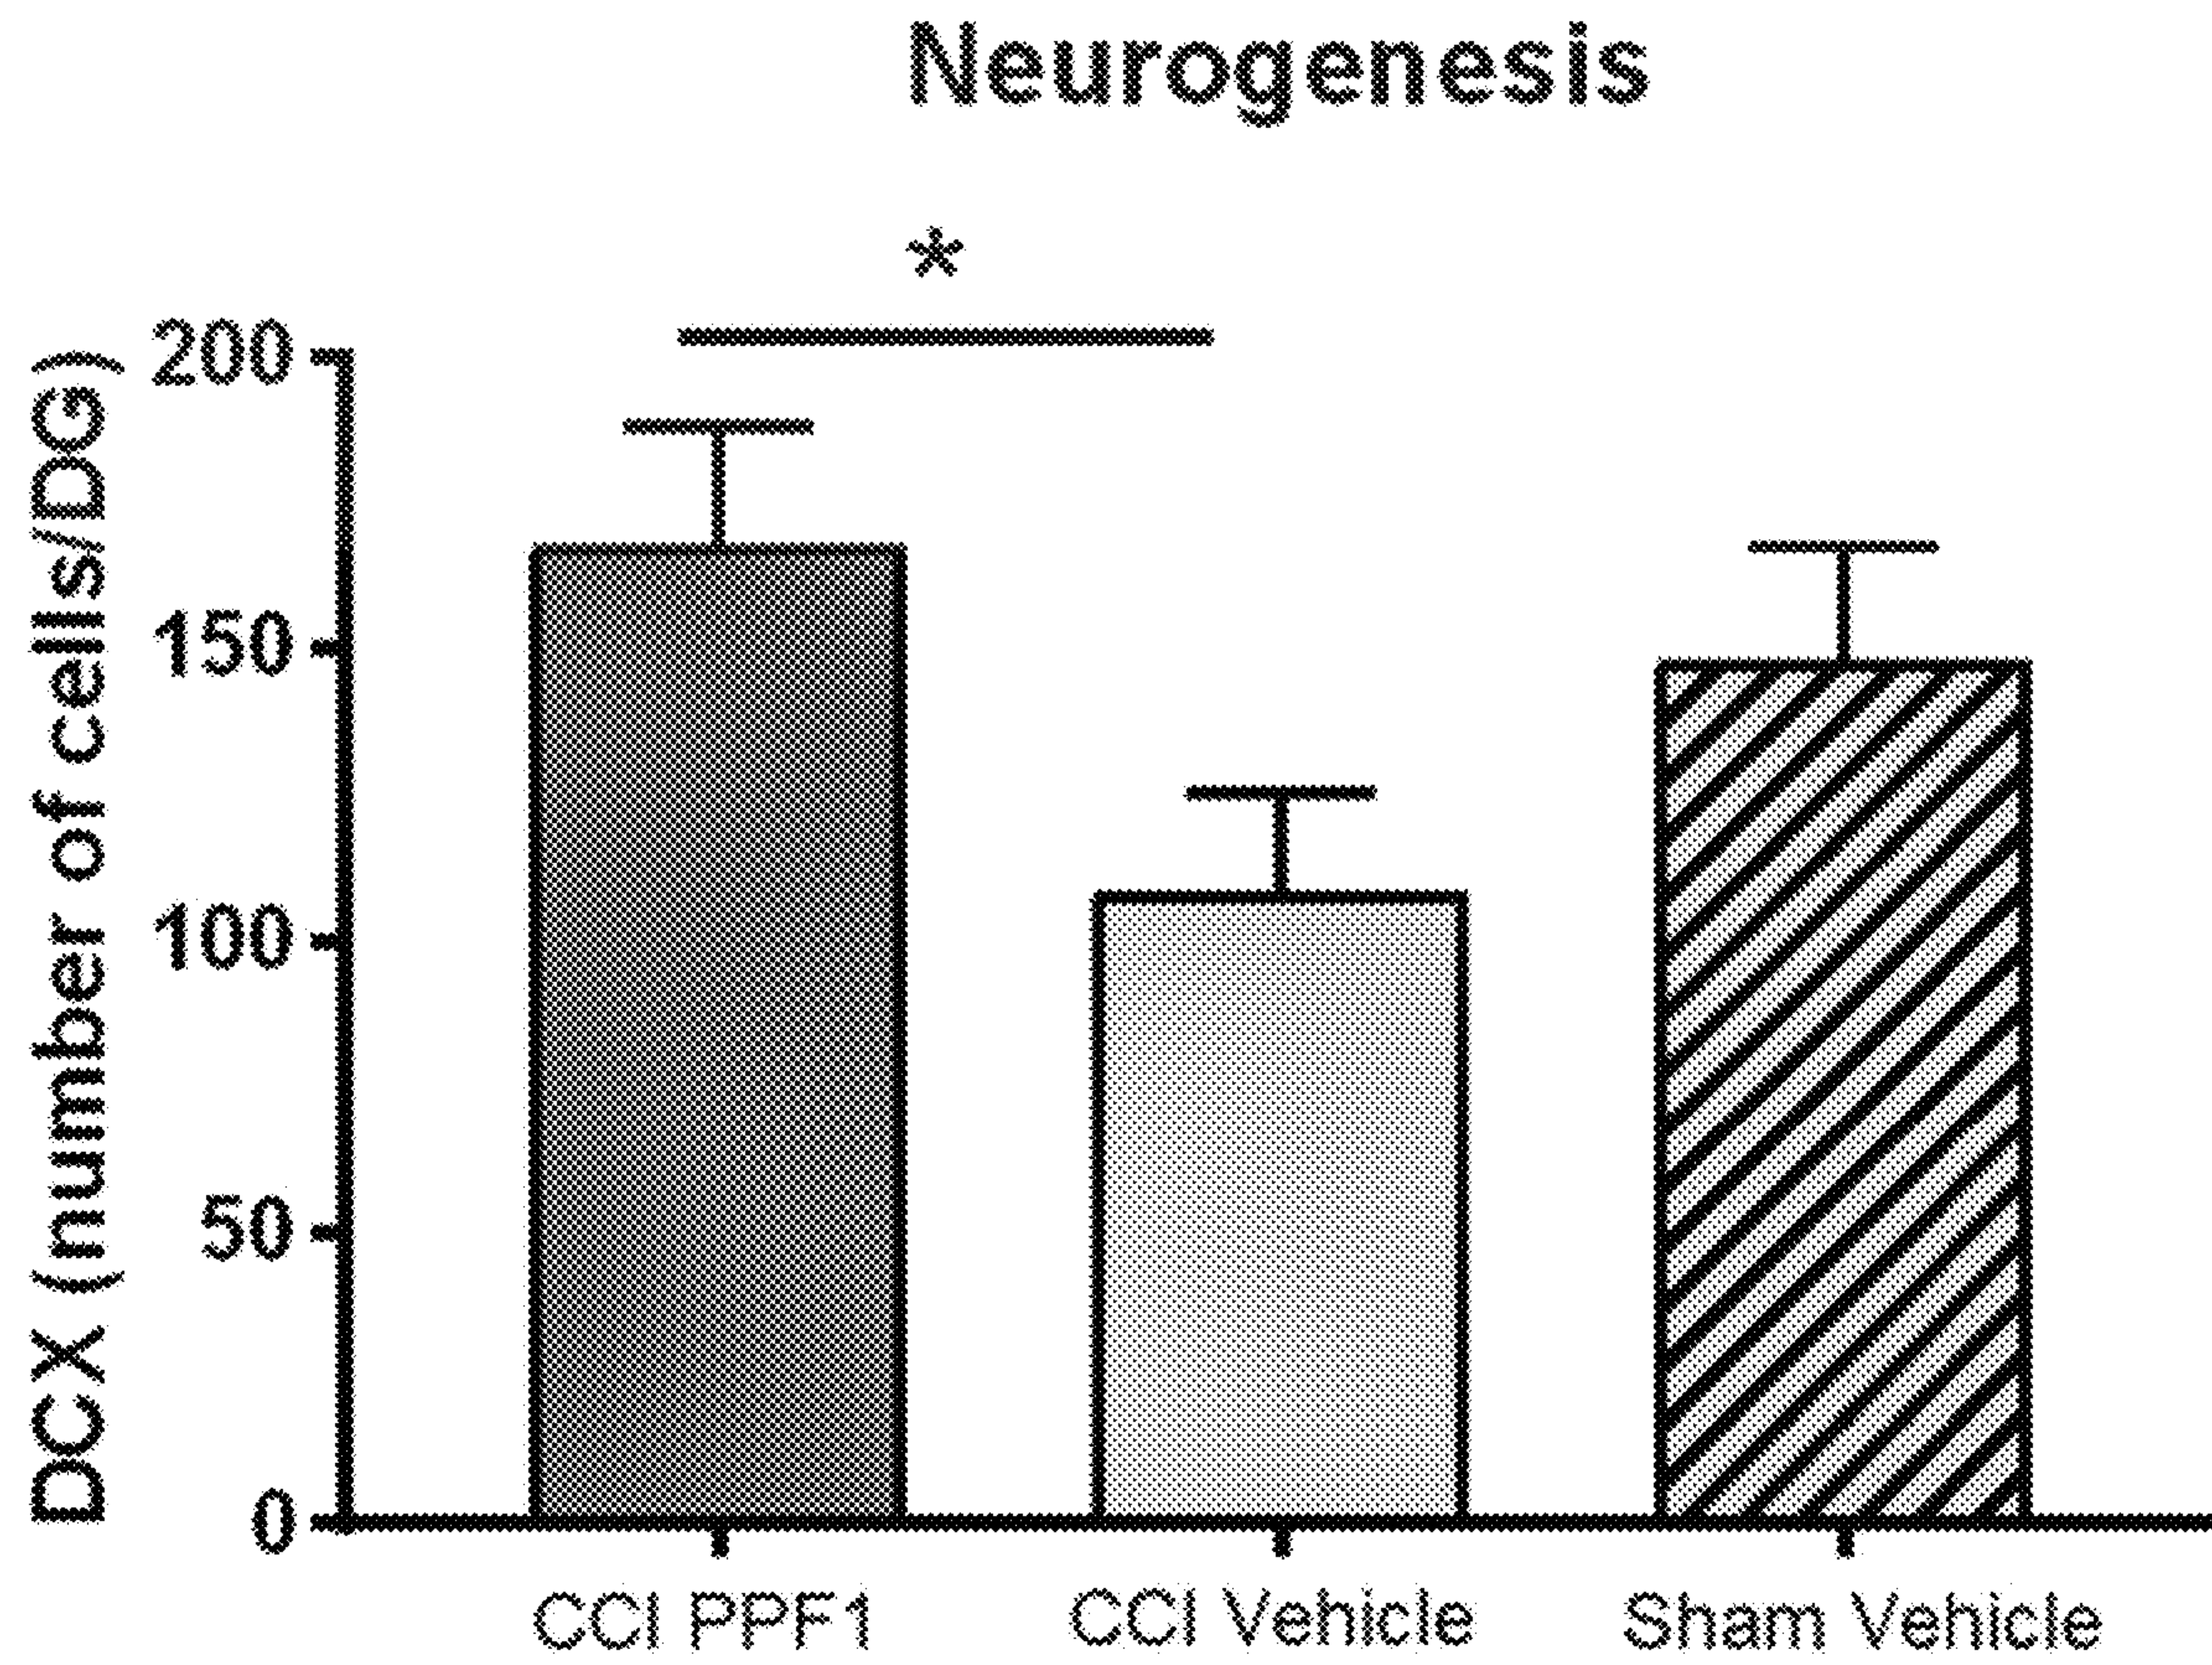 Neurogenesis
*
DCX (number of cells/DG)
200
150
100
50
0
CCI PPF1
CCI Vehicle
Sham Vehicle